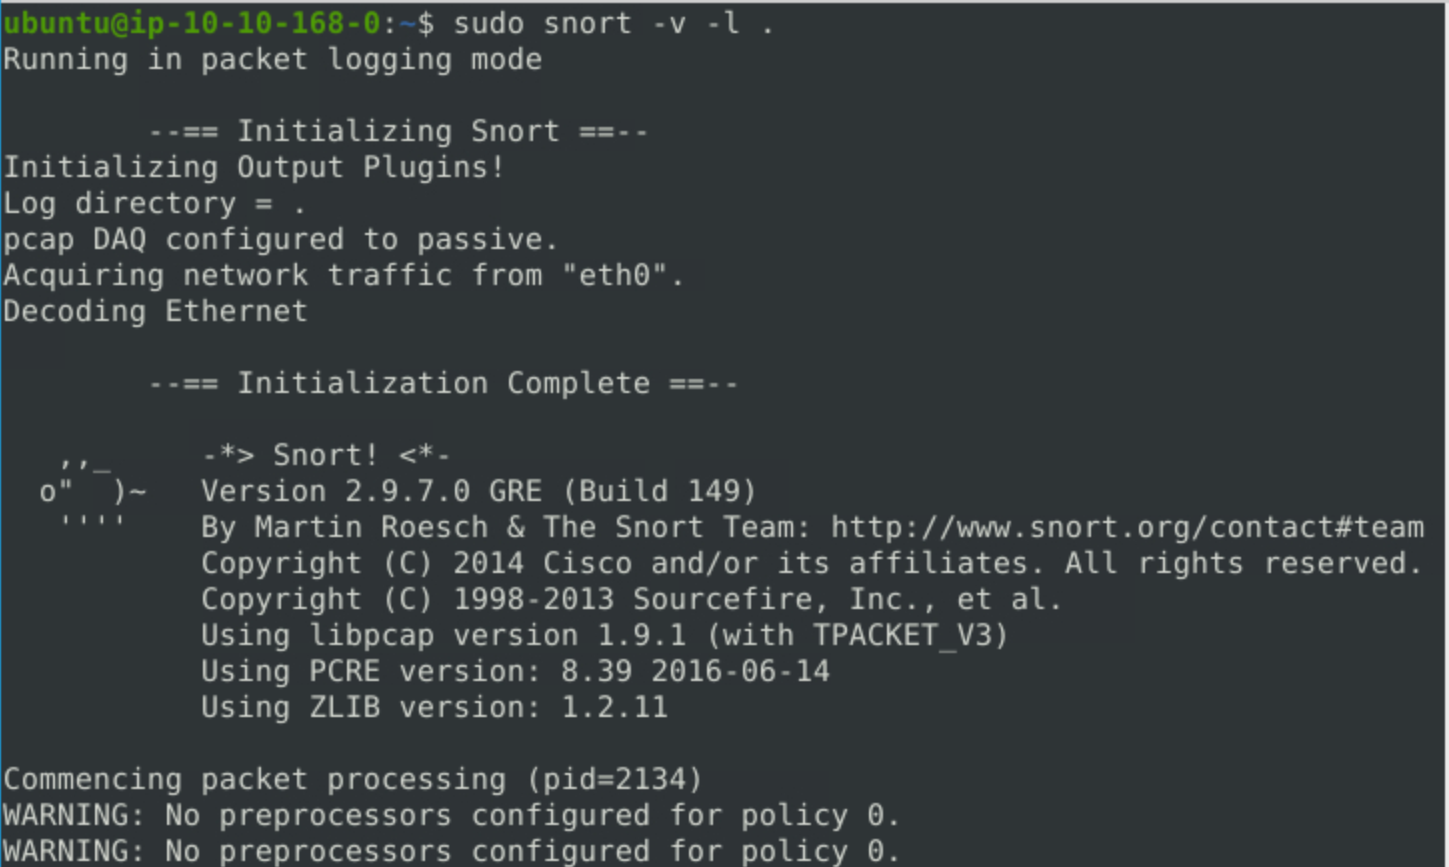 ubuntu@ip-10-10-168-0:~$ sudo snort -v -l .
Running in packet logging mode

        --== Initializing Snort ==--
Initializing Output Plugins!
Log directory = .
pcap DAQ configured to passive.
Acquiring network traffic from "eth0".
Decoding Ethernet

        --== Initialization Complete ==--

   ,,_     -*> Snort! <*-
  o"  )~   Version 2.9.7.0 GRE (Build 149)
   ''''    By Martin Roesch & The Snort Team: http://www.snort.org/contact#team
           Copyright (C) 2014 Cisco and/or its affiliates. All rights reserved.
           Copyright (C) 1998-2013 Sourcefire, Inc., et al.
           Using libpcap version 1.9.1 (with TPACKET_V3)
           Using PCRE version: 8.39 2016-06-14
           Using ZLIB version: 1.2.11

Commencing packet processing (pid=2134)
WARNING: No preprocessors configured for policy 0.
WARNING: No preprocessors configured for policy 0.